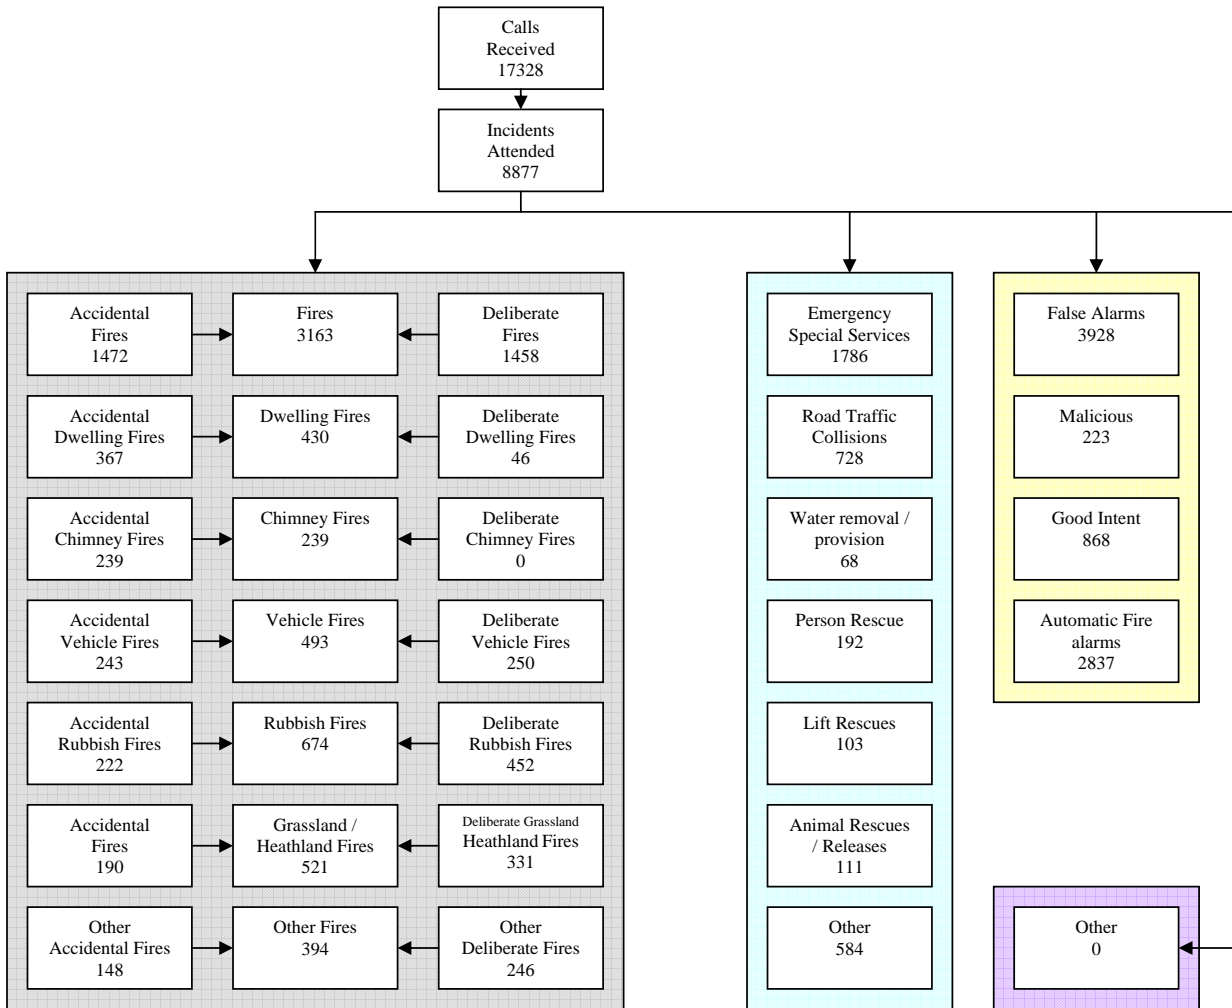 Calls
Received
17328
Incidents
Attended
8877
Accidental
Fires
1472
Fires
3163
Deliberate
Fires
1458
Emergency
Special Services
1786
False Alarms
3928
Accidental
Dwelling Fires
367
Dwelling Fires
430
Deliberate
Dwelling Fires
46
Road Traffic
Collisions
728
Malicious
223
Accidental
Chimney Fires
239
Chimney Fires
239
Deliberate
Chimney Fires
0
Water removal /
provision
68
Good Intent
868
Accidental
Vehicle Fires
243
Vehicle Fires
493
Deliberate
Vehicle Fires
250
Person Rescue
192
Automatic Fire
alarms
2837
Accidental
Rubbish Fires
222
Rubbish Fires
674
Deliberate
Rubbish Fires
452
Lift Rescues
103
Accidental
Fires
190
Grassland /
Heathland Fires
521
Deliberate Grassland
Heathland Fires
331
Animal Rescues
/ Releases
111
Other
Accidental Fires
148
Other Fires
394
Other
Deliberate Fires
246
Other
584
Other
0